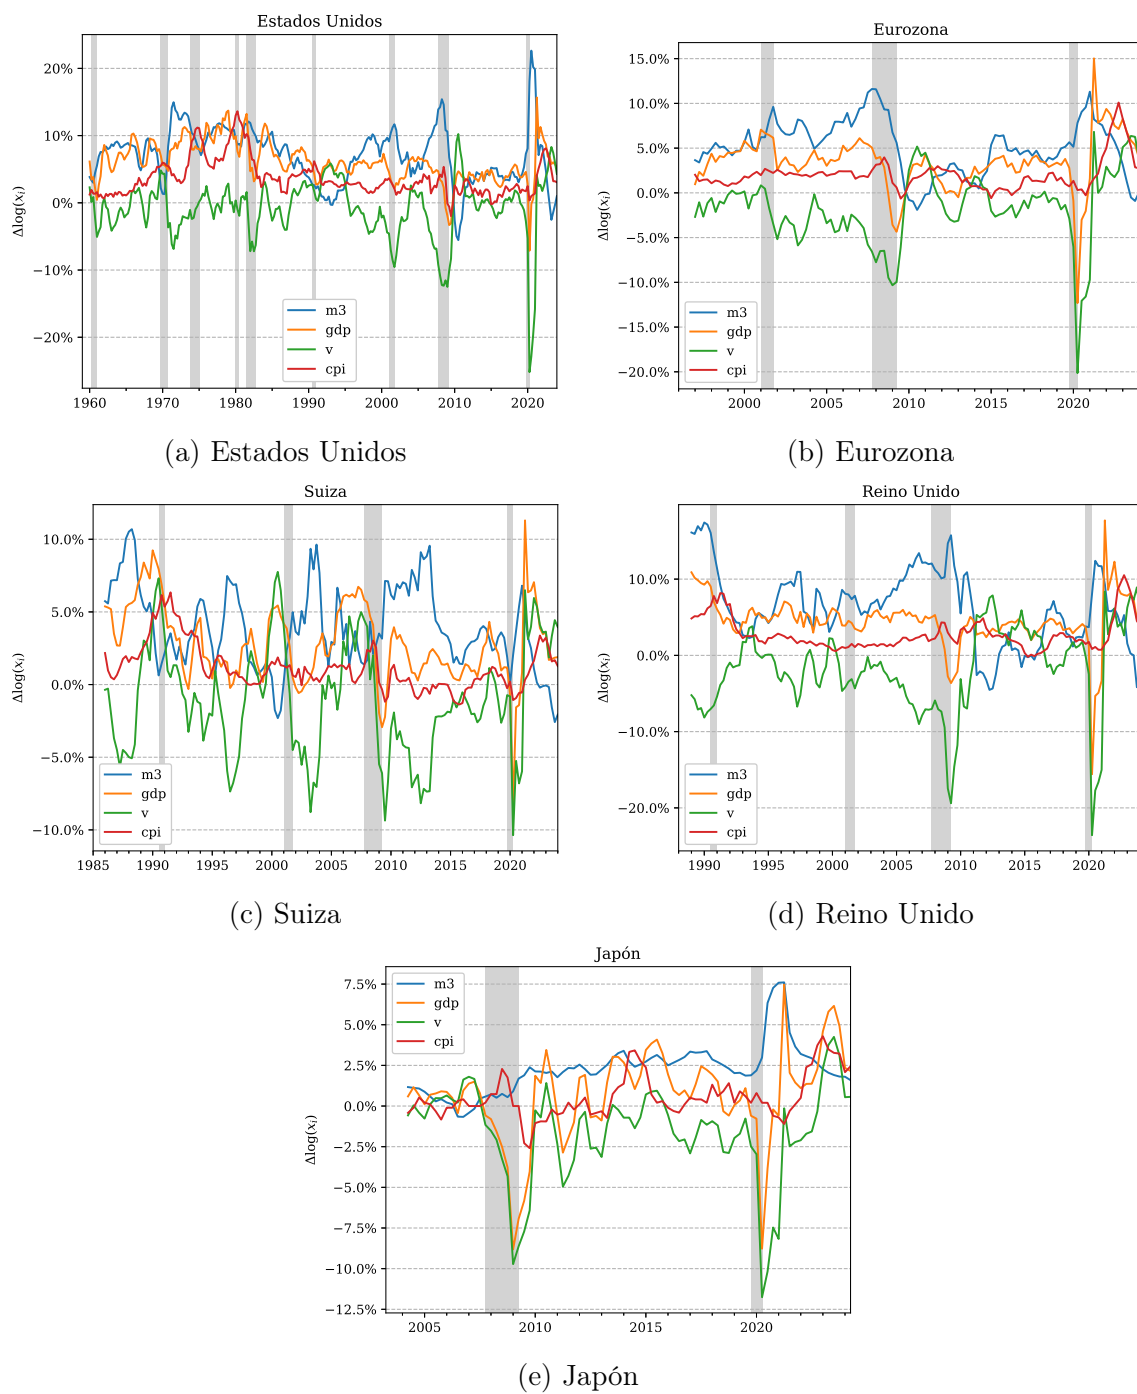 Estados Unidos
Δlog(xᵢ)
20%
10%
0%
−10%
−20%
m3
gdp
v
cpi
1960 1970 1980 1990 2000 2010 2020
(a) Estados Unidos
Eurozona
Δlog(xᵢ)
15.0%
10.0%
5.0%
0.0%
−5.0%
−10.0%
−15.0%
−20.0%
m3
gdp
v
cpi
2000 2005 2010 2015 2020
(b) Eurozona
Suiza
Δlog(xᵢ)
10.0%
5.0%
0.0%
−5.0%
−10.0%
m3
gdp
v
cpi
1985 1990 1995 2000 2005 2010 2015 2020
(c) Suiza
Reino Unido
Δlog(xᵢ)
10.0%
0.0%
−10.0%
−20.0%
m3
gdp
v
cpi
1990 1995 2000 2005 2010 2015 2020
(d) Reino Unido
Japón
Δlog(xᵢ)
7.5%
5.0%
2.5%
0.0%
−2.5%
−5.0%
−7.5%
−10.0%
−12.5%
m3
gdp
v
cpi
2005 2010 2015 2020
(e) Japón